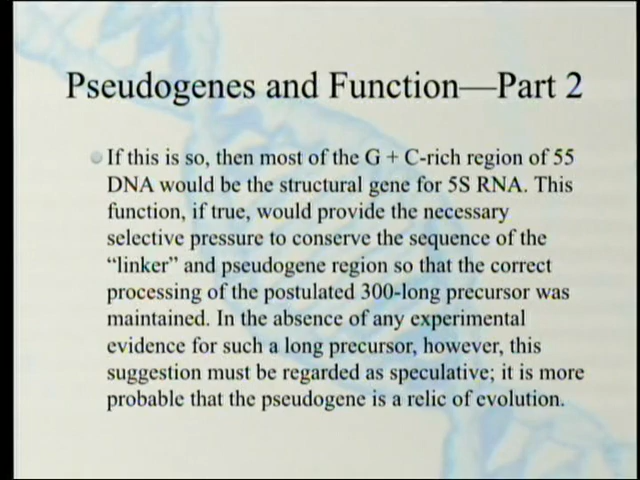 Pseudogenes and Function—Part 2
If this is so, then most of the G + C-rich region of 55
DNA would be the structural gene for 5S RNA. This
function, if true, would provide the necessary
selective pressure to conserve the sequence of the
“linker” and pseudogene region so that the correct
processing of the postulated 300-long precursor was
maintained. In the absence of any experimental
evidence for such a long precursor, however, this
suggestion must be regarded as speculative; it is more
probable that the pseudogene is a relic of evolution.